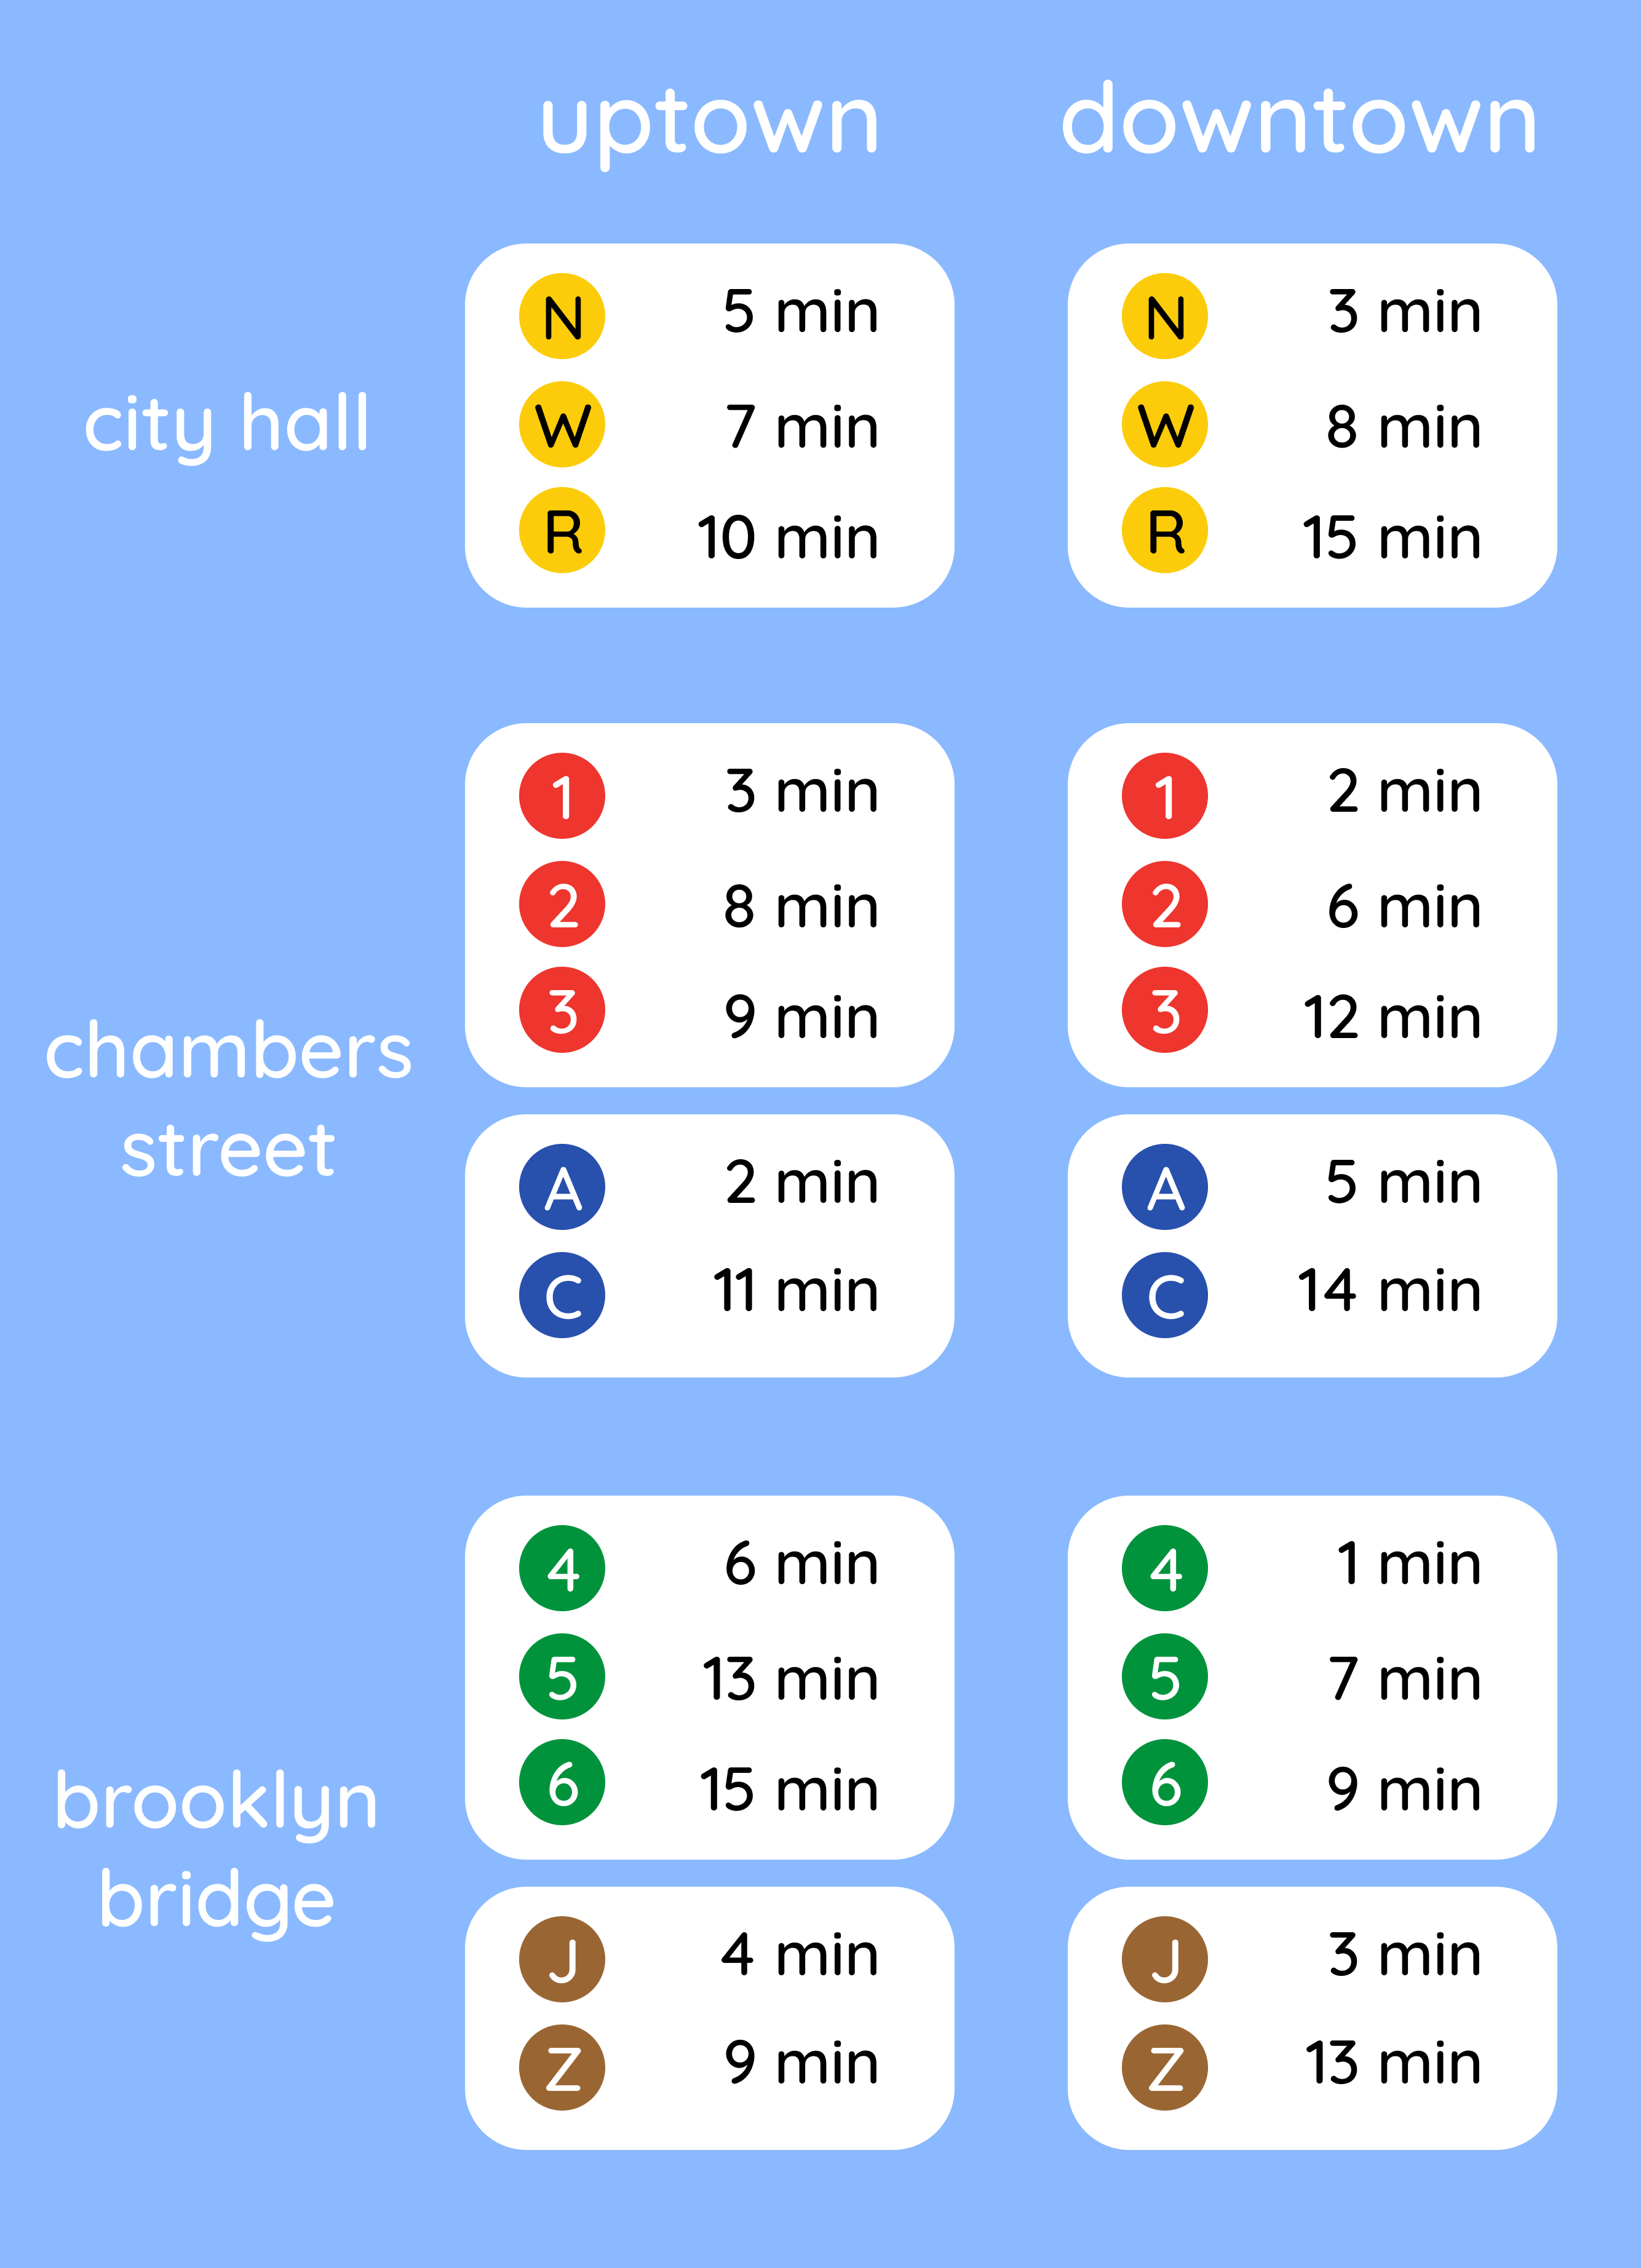 uptown downtown
N 5 min N 3 min
W 7 min W 8 min
R 10 min R 15 min
city hall
1 3 min 1 2 min
2 8 min 2 6 min
3 9 min 3 12 min
chambers
street
A 2 min A 5 min
C 11 min C 14 min
4 6 min 4 1 min
5 13 min 5 7 min
6 15 min 6 9 min
brooklyn
bridge
J 4 min J 3 min
Z 9 min Z 13 min